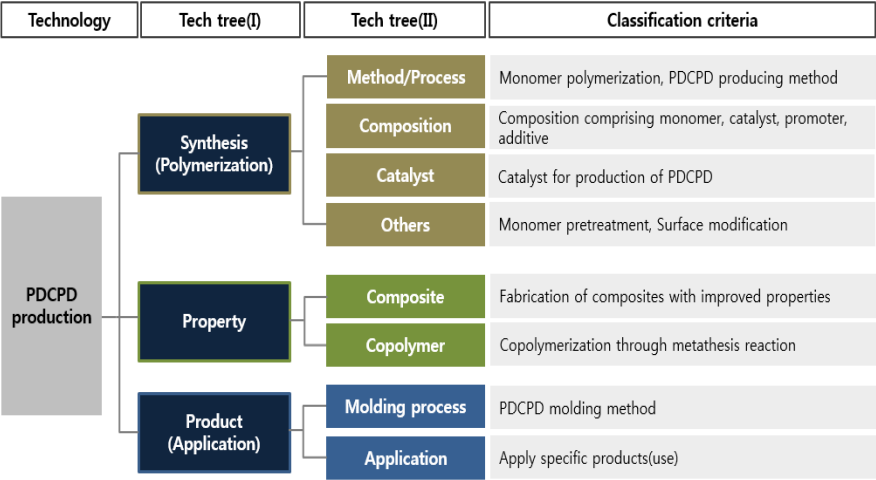 Technology
Tech tree(I)
Tech tree(II)
Classification criteria
PDCPD
production
Synthesis
(Polymerization)
Method/Process
Monomer polymerization, PDCPD producing method
Composition
Composition comprising monomer, catalyst, promoter,
additive
Catalyst
Catalyst for production of PDCPD
Others
Monomer pretreatment, Surface modification
Property
Composite
Fabrication of composites with improved properties
Copolymer
Copolymerization through metathesis reaction
Product
(Application)
Molding process
PDCPD molding method
Application
Apply specific products(use)